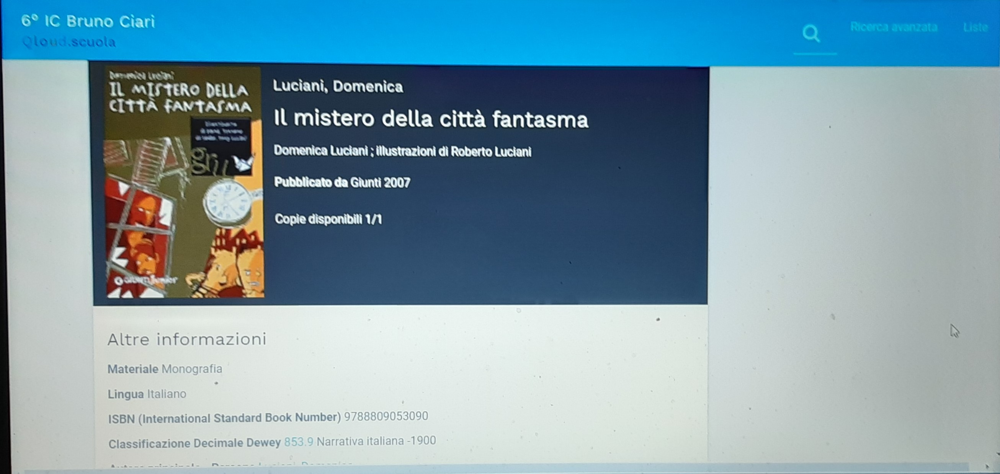 6° IC Bruno Ciari
Qloud.scuola
Ricerca avanzata
Liste
Domenica Luciani
IL MISTERO DELLA
CITTÀ FANTASMA
gru
GIUNTI Junior
Luciani, Domenica
Il mistero della città fantasma
Domenica Luciani ; illustrazioni di Roberto Luciani
Pubblicato da Giunti 2007
Copie disponibili 1/1
Altre informazioni
Materiale Monografia
Lingua Italiano
ISBN (International Standard Book Number) 9788809053090
Classificazione Decimale Dewey 853.9 Narrativa italiana -1900